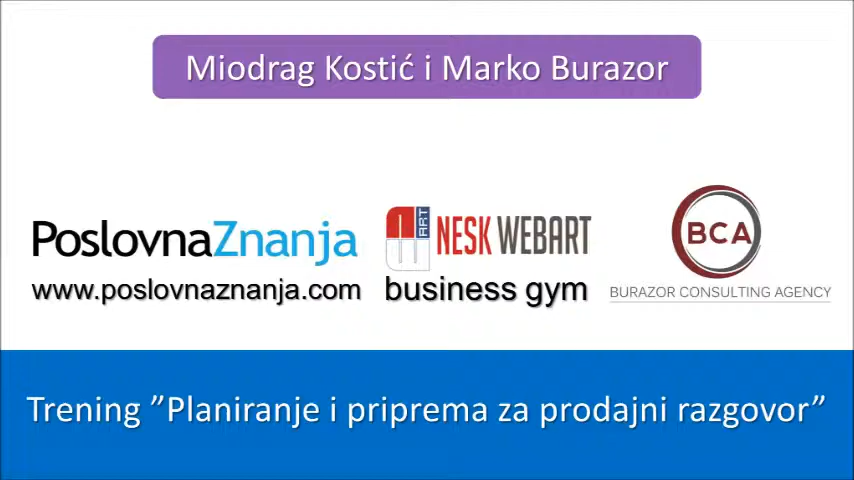 Miodrag Kostić i Marko Burazor
PoslovnaZnanja
www.poslovnaznanja.com
ART
NESK WEBART
business gym
BCA
BURAZOR CONSULTING AGENCY
Trening ”Planiranje i priprema za prodajni razgovor”